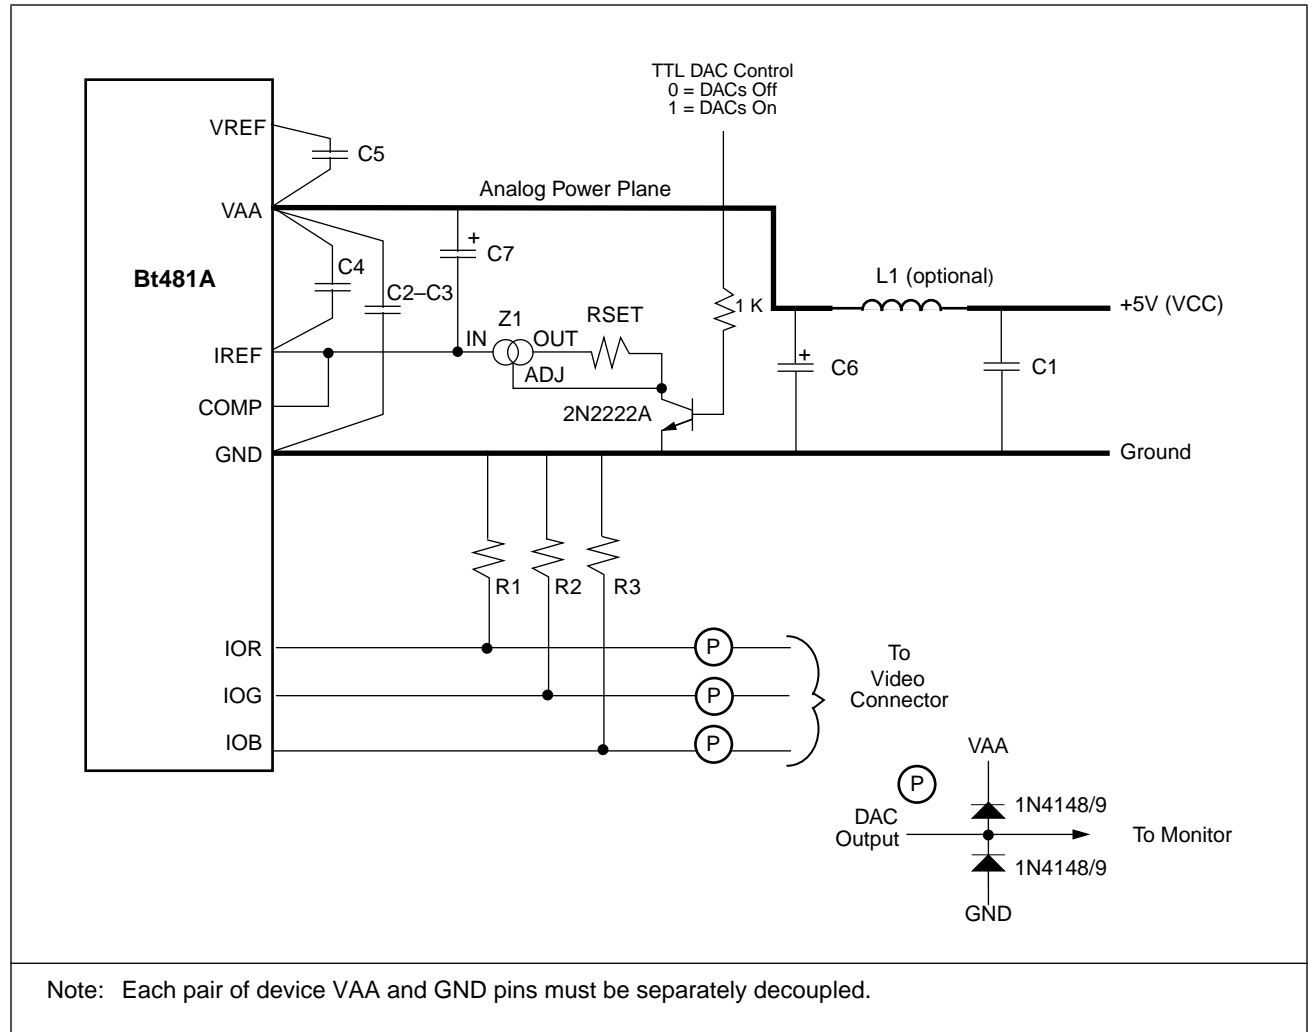 TTL DAC Control
0 = DACs Off
1 = DACs On
VREF
C5
Analog Power Plane
VAA
+
C7
Bt481A
C4
C2–C3
L1 (optional)
1 K
+5V (VCC)
Z1
RSET
IN
OUT
IREF
ADJ
+
C6
C1
COMP
2N2222A
GND
Ground
R1
R2
R3
IOR
P
To
Video
Connector
IOG
P
IOB
P
VAA
P
1N4148/9
DAC
Output
To Monitor
1N4148/9
GND
Note: Each pair of device VAA and GND pins must be separately decoupled.